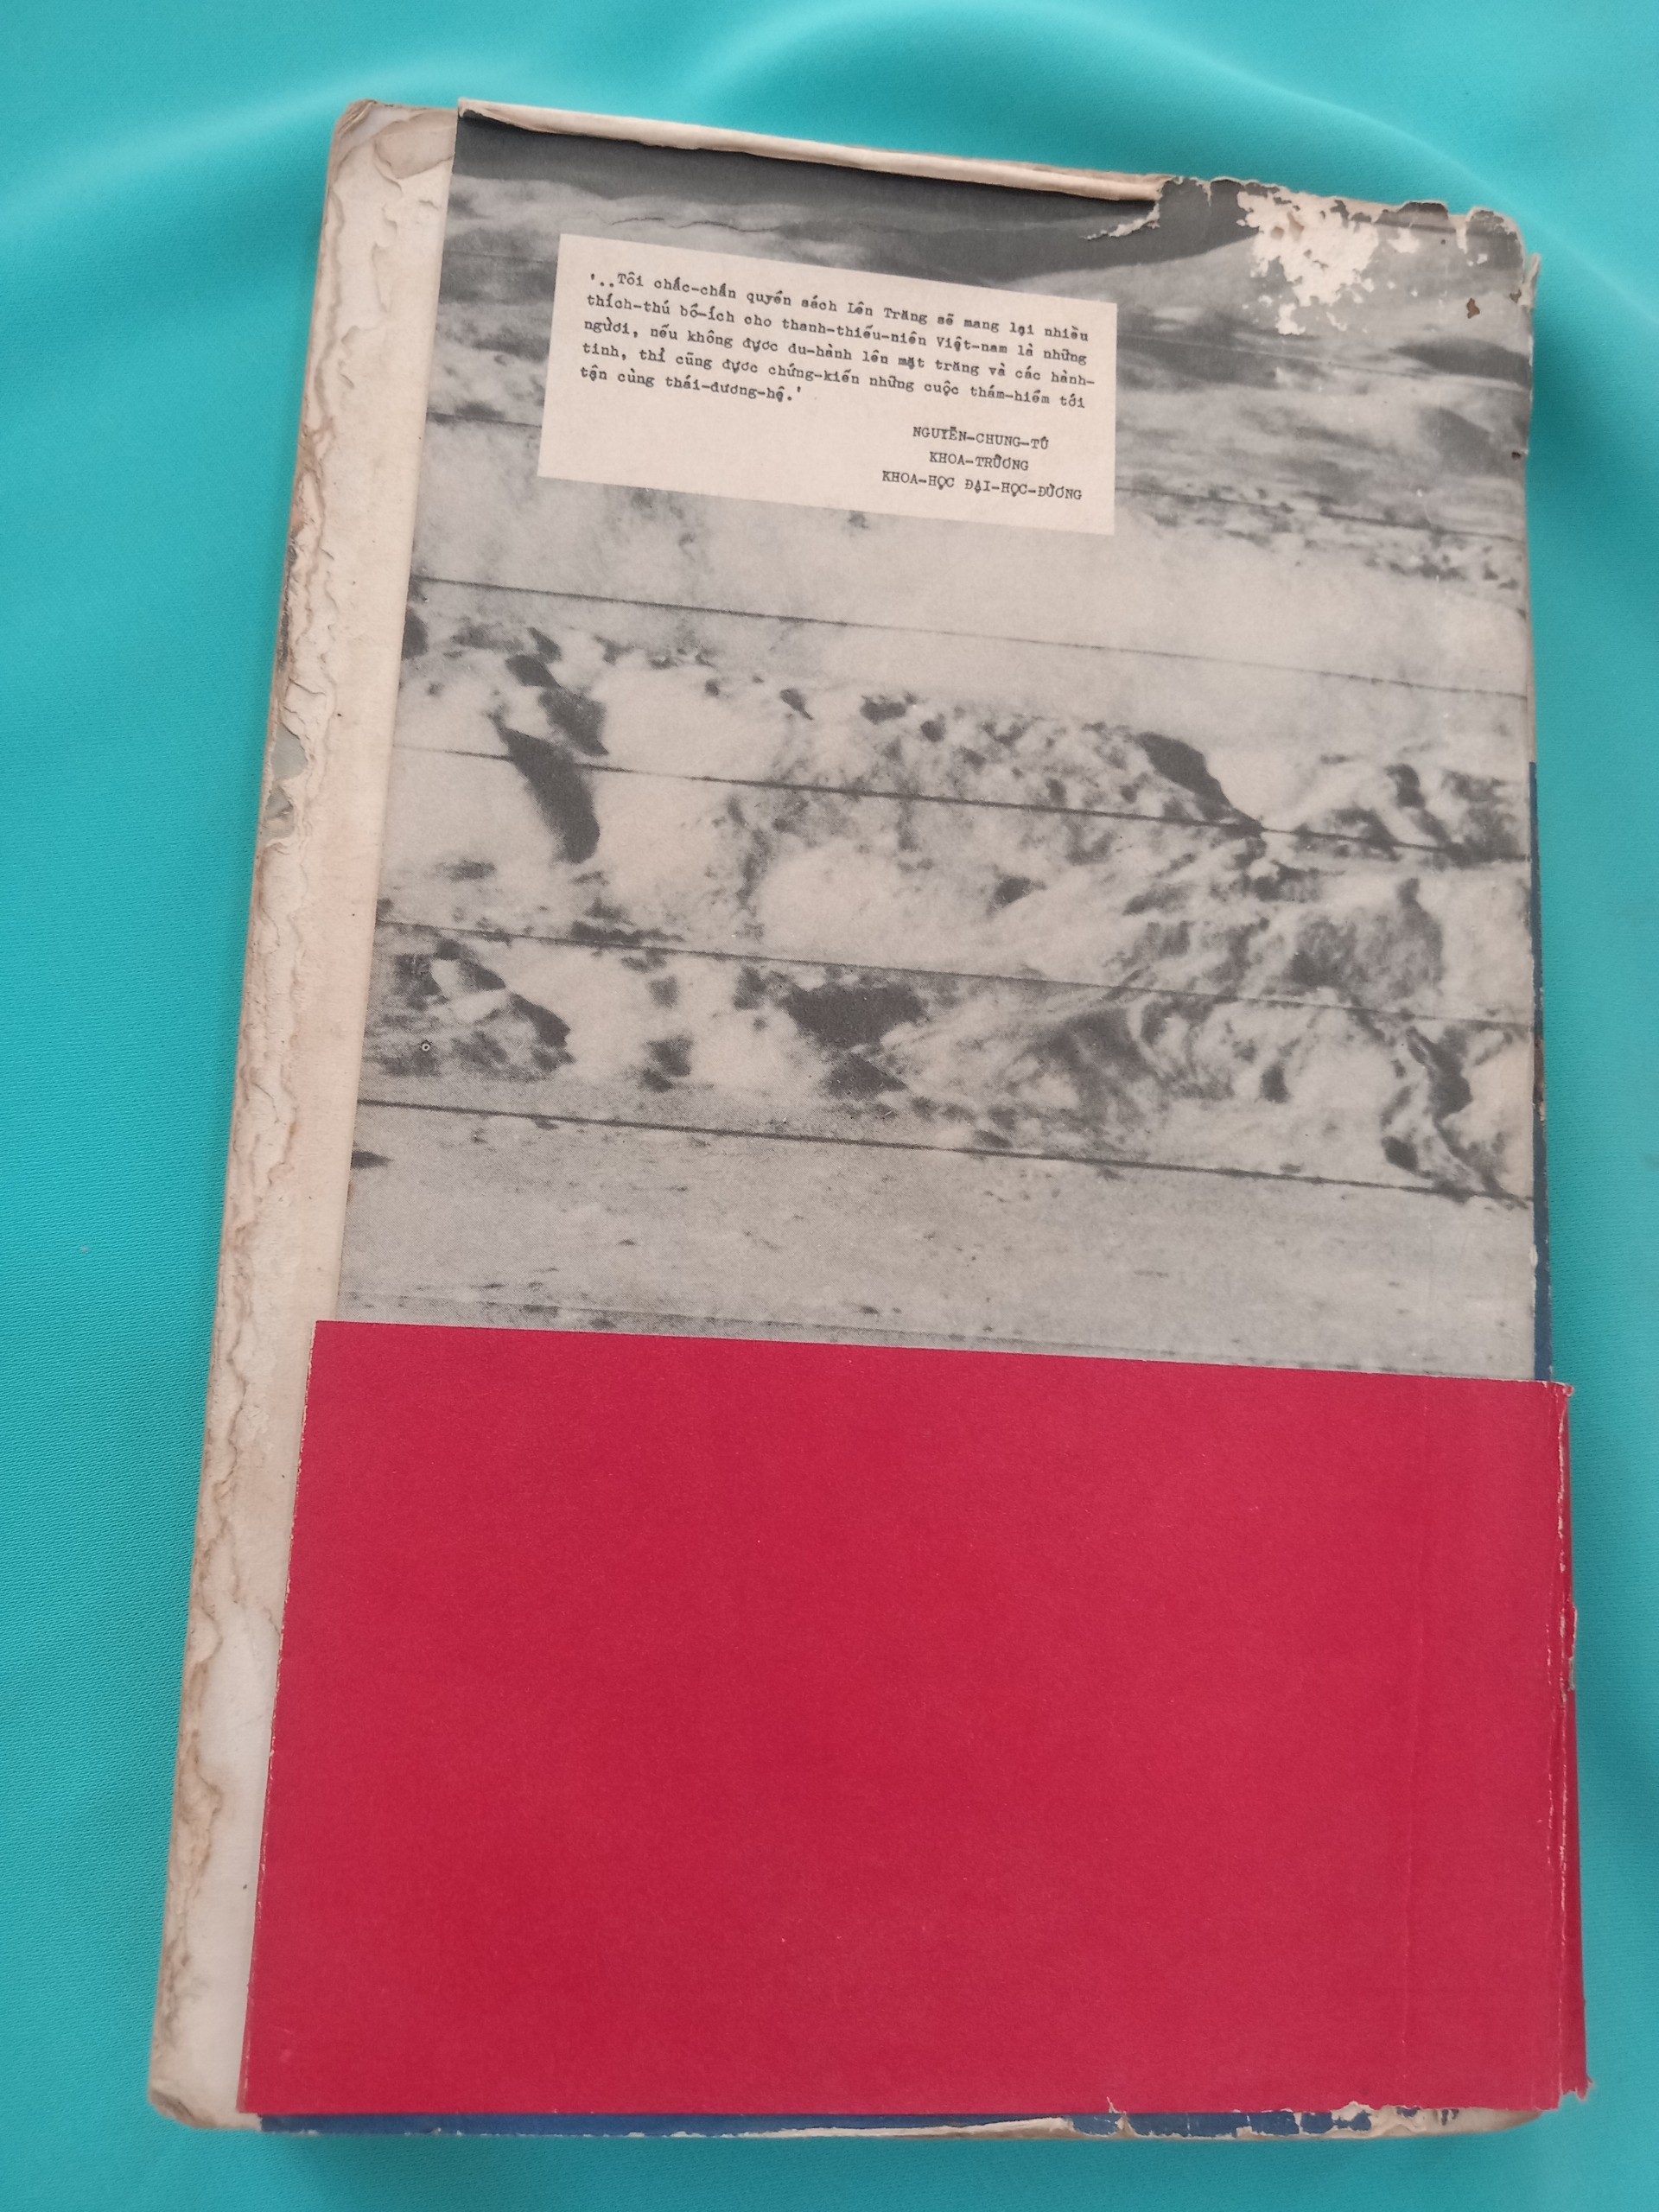 '..Tôi chắc-chắn quyển sách Lên Trăng sẽ mang lại nhiều
thích-thú bổ-ích cho thanh-thiếu-niên Việt-nam là những
người, nếu không được du-hành lên mặt trăng và các hành-
tinh, thì cũng được chứng-kiến những cuộc thám-hiểm tới
tận cùng thái-dương-hệ.'
NGUYỄN-CHUNG-TÚ
KHOA-TRƯỞNG
KHOA-HỌC ĐẠI-HỌC-ĐƯỜNG